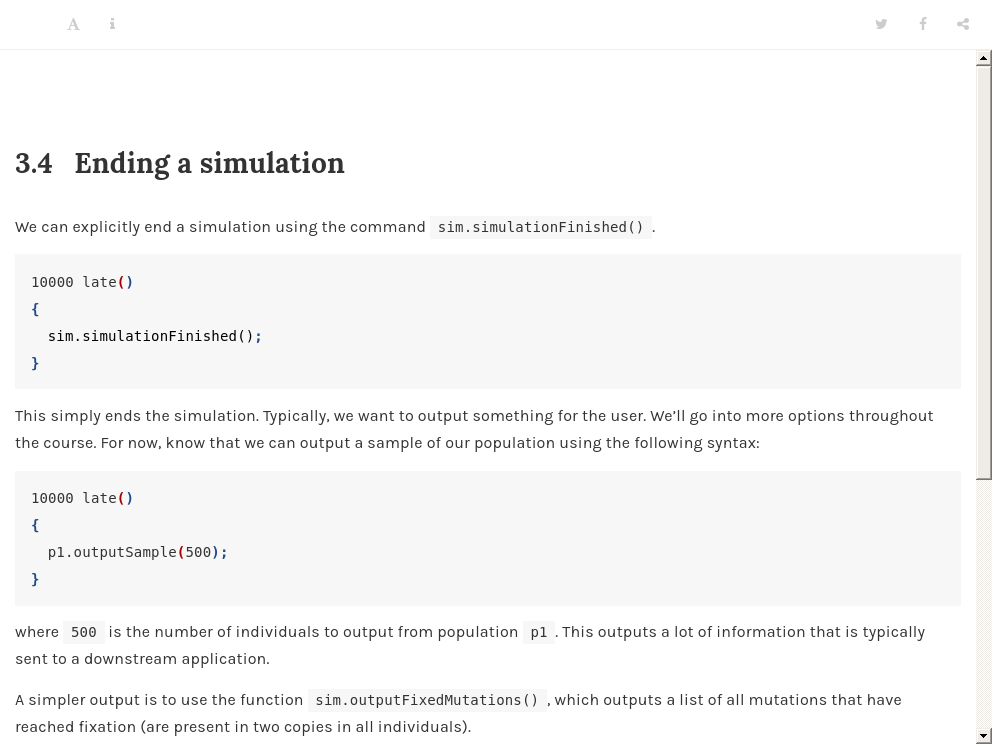 3.4 Ending a simulation
We can explicitly end a simulation using the command sim.simulationFinished() .
10000 late()
{
  sim.simulationFinished();
}
This simply ends the simulation. Typically, we want to output something for the user. We’ll go into more options throughout
the course. For now, know that we can output a sample of our population using the following syntax:
10000 late()
{
  p1.outputSample(500);
}
where 500 is the number of individuals to output from population p1 . This outputs a lot of information that is typically
sent to a downstream application.
A simpler output is to use the function sim.outputFixedMutations() , which outputs a list of all mutations that have
reached fixation (are present in two copies in all individuals).